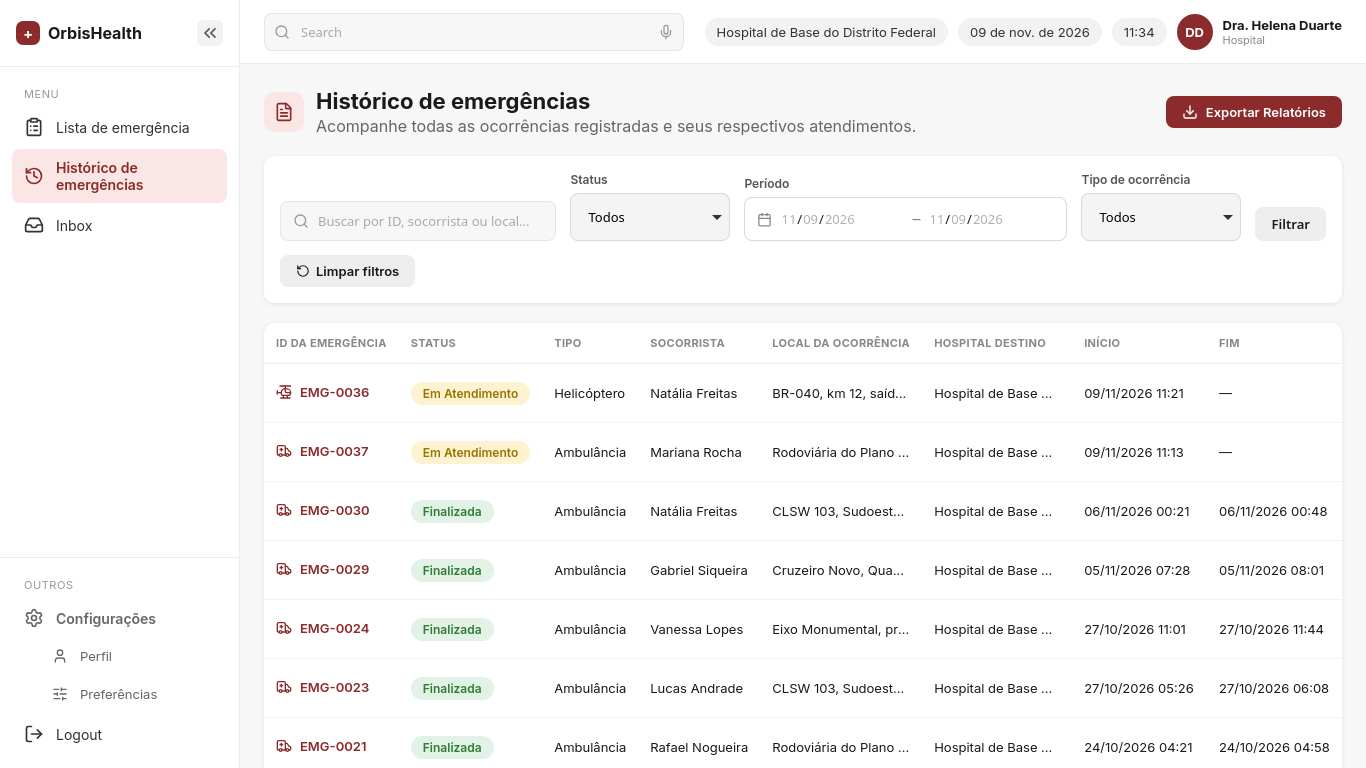 + OrbisHealth
Search
Hospital de Base do Distrito Federal
09 de nov. de 2026
11:34
DD
Dra. Helena Duarte
Hospital
MENU
Lista de emergência
Histórico de
emergências
Inbox
OUTROS
Configurações
Perfil
Preferências
Logout
Histórico de emergências
Acompanhe todas as ocorrências registradas e seus respectivos atendimentos.
Exportar Relatórios
Buscar por ID, socorrista ou local...
Status
Todos
Período
11/09/2026 – 11/09/2026
Tipo de ocorrência
Todos
Filtrar
Limpar filtros
ID DA EMERGÊNCIA STATUS TIPO SOCORRISTA LOCAL DA OCORRÊNCIA HOSPITAL DESTINO INÍCIO FIM
EMG-0036 Em Atendimento Helicóptero Natália Freitas BR-040, km 12, saíd... Hospital de Base ... 09/11/2026 11:21 —
EMG-0037 Em Atendimento Ambulância Mariana Rocha Rodoviária do Plano ... Hospital de Base ... 09/11/2026 11:13 —
EMG-0030 Finalizada Ambulância Natália Freitas CLSW 103, Sudoest... Hospital de Base ... 06/11/2026 00:21 06/11/2026 00:48
EMG-0029 Finalizada Ambulância Gabriel Siqueira Cruzeiro Novo, Qua... Hospital de Base ... 05/11/2026 07:28 05/11/2026 08:01
EMG-0024 Finalizada Ambulância Vanessa Lopes Eixo Monumental, pr... Hospital de Base ... 27/10/2026 11:01 27/10/2026 11:44
EMG-0023 Finalizada Ambulância Lucas Andrade CLSW 103, Sudoest... Hospital de Base ... 27/10/2026 05:26 27/10/2026 06:08
EMG-0021 Finalizada Ambulância Rafael Nogueira Rodoviária do Plano ... Hospital de Base ... 24/10/2026 04:21 24/10/2026 04:58